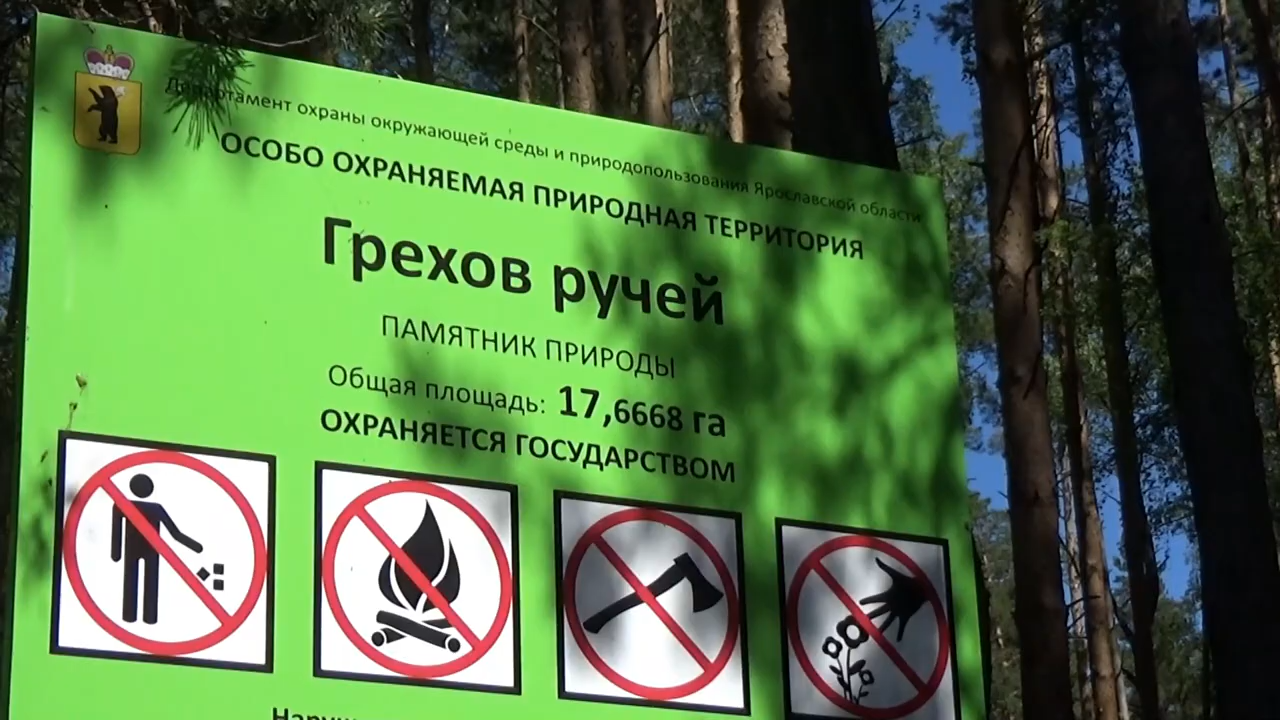 Департамент охраны окружающей среды и природопользования Ярославской области
ОСОБО ОХРАНЯЕМАЯ ПРИРОДНАЯ ТЕРРИТОРИЯ
Грехов ручей
ПАМЯТНИК ПРИРОДЫ
Общая площадь: 17,6668 га
ОХРАНЯЕТСЯ ГОСУДАРСТВОМ